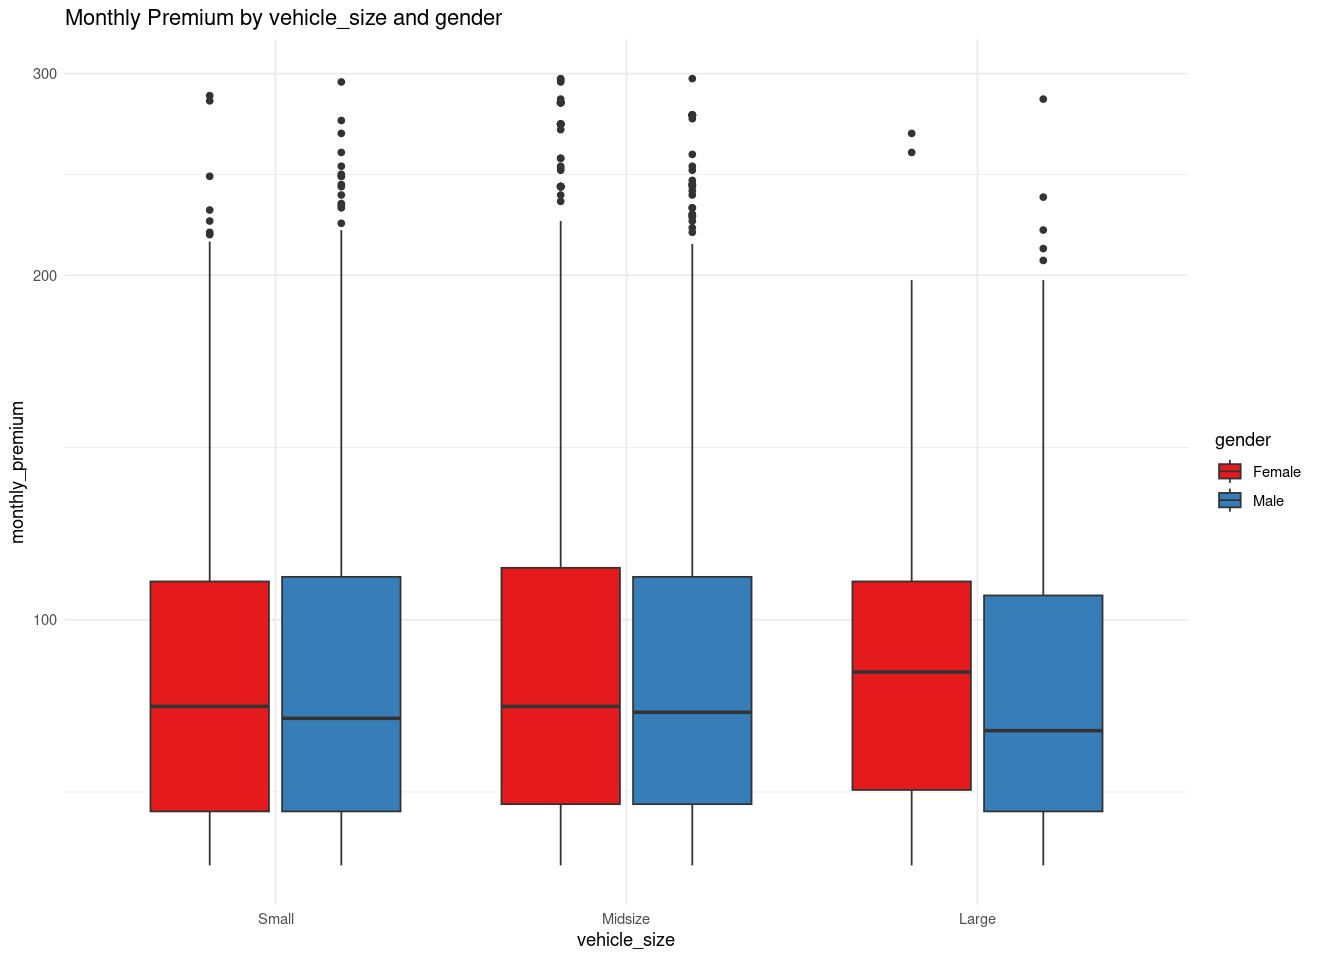 Monthly Premium by vehicle_size and gender
300
200
100
monthly_premium
Small
Midsize
Large
vehicle_size
gender
Female
Male